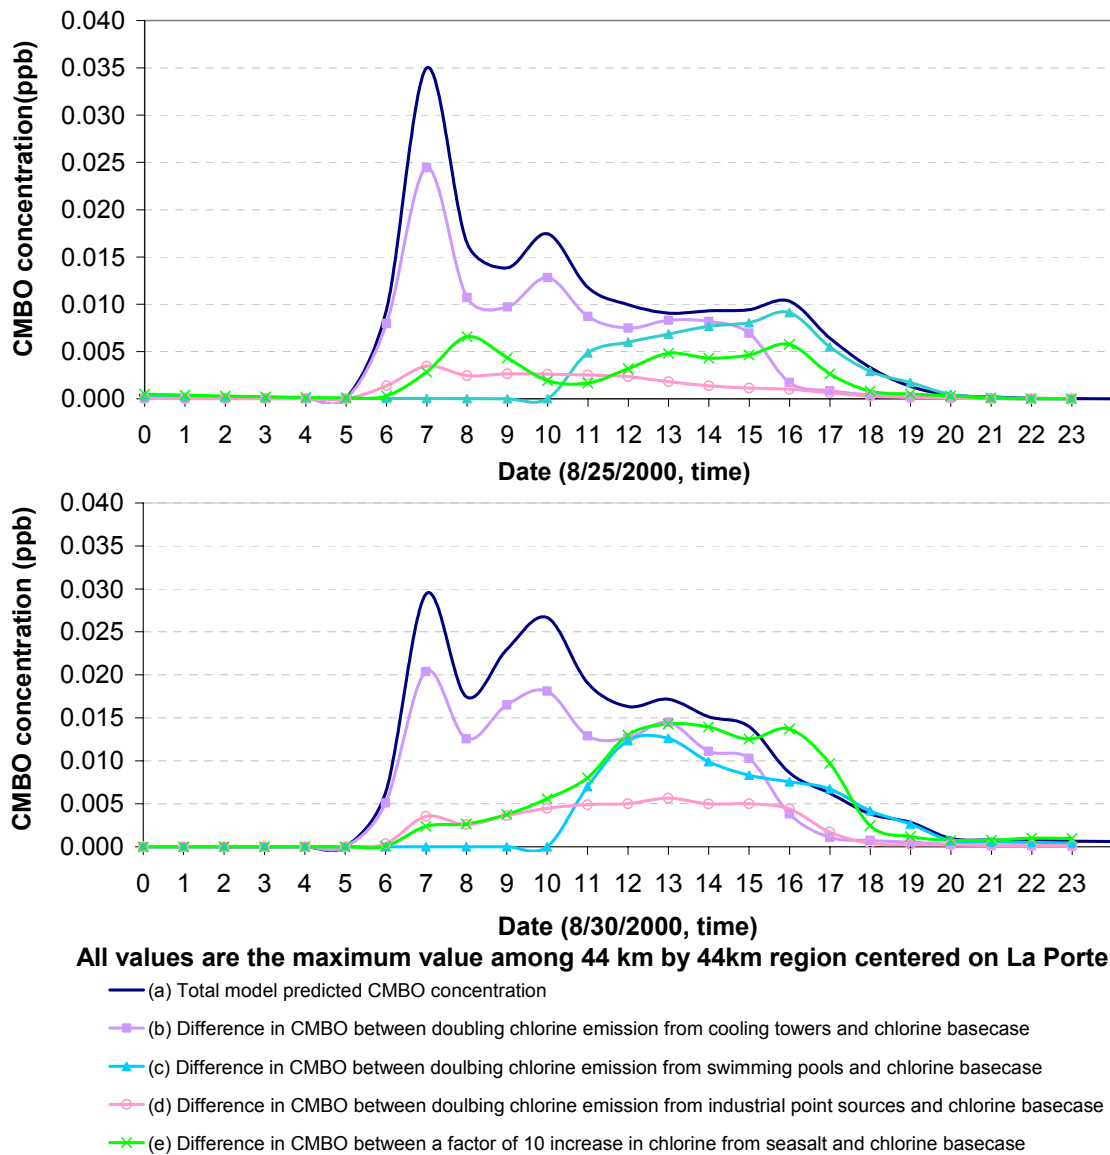 0.040
0.035
0.030
0.025
0.020
0.015
0.010
0.005
0.000
CMBO concentration(ppb)
0 1 2 3 4 5 6 7 8 9 10 11 12 13 14 15 16 17 18 19 20 21 22 23
Date (8/25/2000, time)
0.040
0.035
0.030
0.025
0.020
0.015
0.010
0.005
0.000
CMBO concentration (ppb)
0 1 2 3 4 5 6 7 8 9 10 11 12 13 14 15 16 17 18 19 20 21 22 23
Date (8/30/2000, time)
All values are the maximum value among 44 km by 44km region centered on La Porte
(a) Total model predicted CMBO concentration
(b) Difference in CMBO between doubling chlorine emission from cooling towers and chlorine basecase
(c) Difference in CMBO between doulbing chlorine emission from swimming pools and chlorine basecase
(d) Difference in CMBO between doulbing chlorine emission from industrial point sources and chlorine basecase
(e) Difference in CMBO between a factor of 10 increase in chlorine from seasalt and chlorine basecase